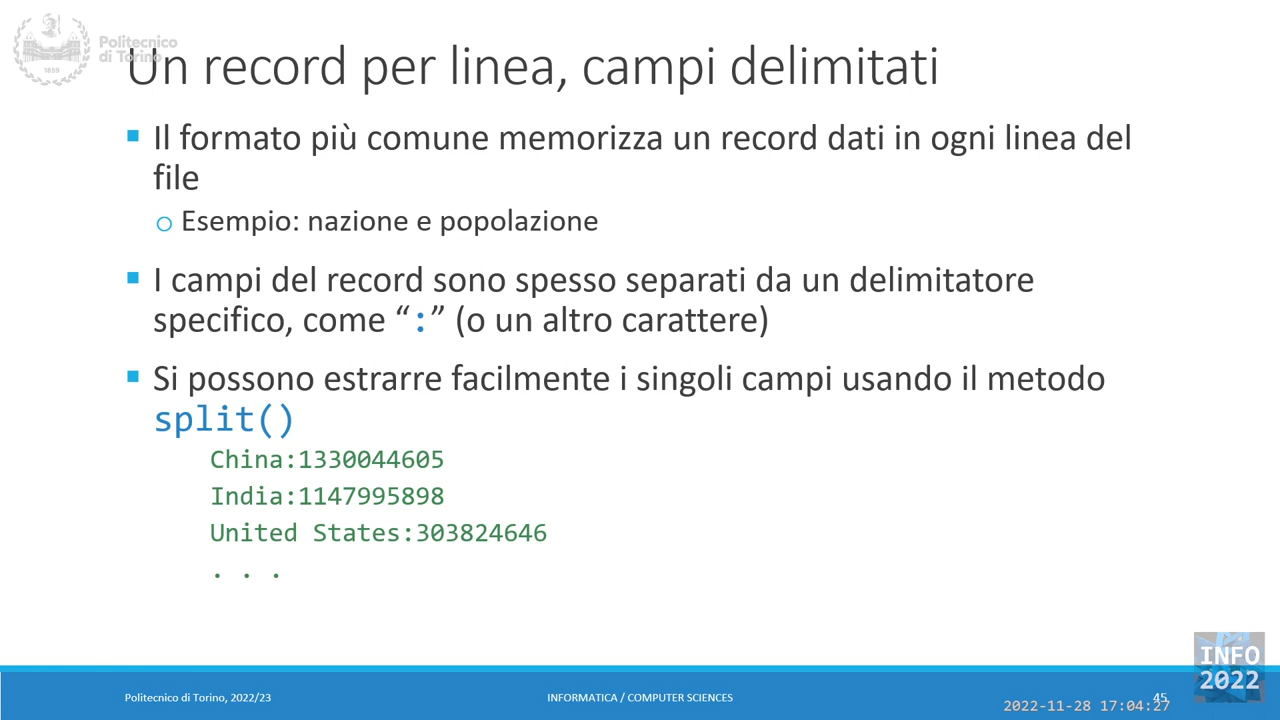 Politecnico
di Torino
1859
Un record per linea, campi delimitati
▪ Il formato più comune memorizza un record dati in ogni linea del
file
o Esempio: nazione e popolazione
▪ I campi del record sono spesso separati da un delimitatore
specifico, come “:” (o un altro carattere)
▪ Si possono estrarre facilmente i singoli campi usando il metodo
split()
China:1330044605
India:1147995898
United States:303824646
. . .
INFO
2022
Politecnico di Torino, 2022/23
INFORMATICA / COMPUTER SCIENCES
45
2022-11-28 17:04:27